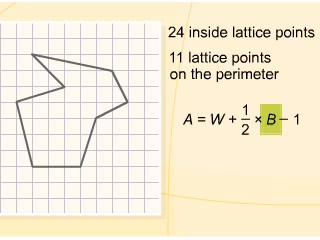 24 inside lattice points
11 lattice points
on the perimeter
A = W + 1/2 × B − 1